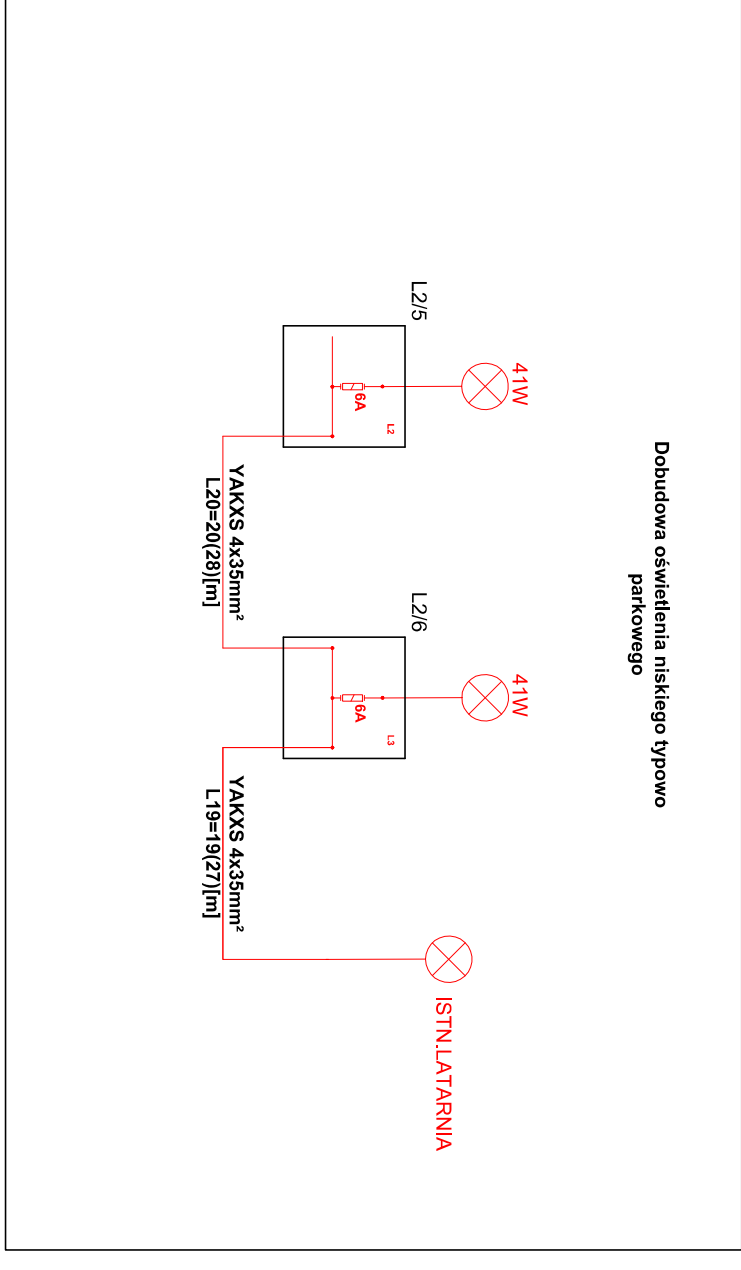 Dobudowa oświetlenia niskiego typowo
parkowego
41W
41W
ISTN.LATARNIA
L2/5
L2
6A
L2/6
L3
6A
YAKXS 4x35mm²
L20=20(28)[m]
YAKXS 4x35mm²
L19=19(27)[m]